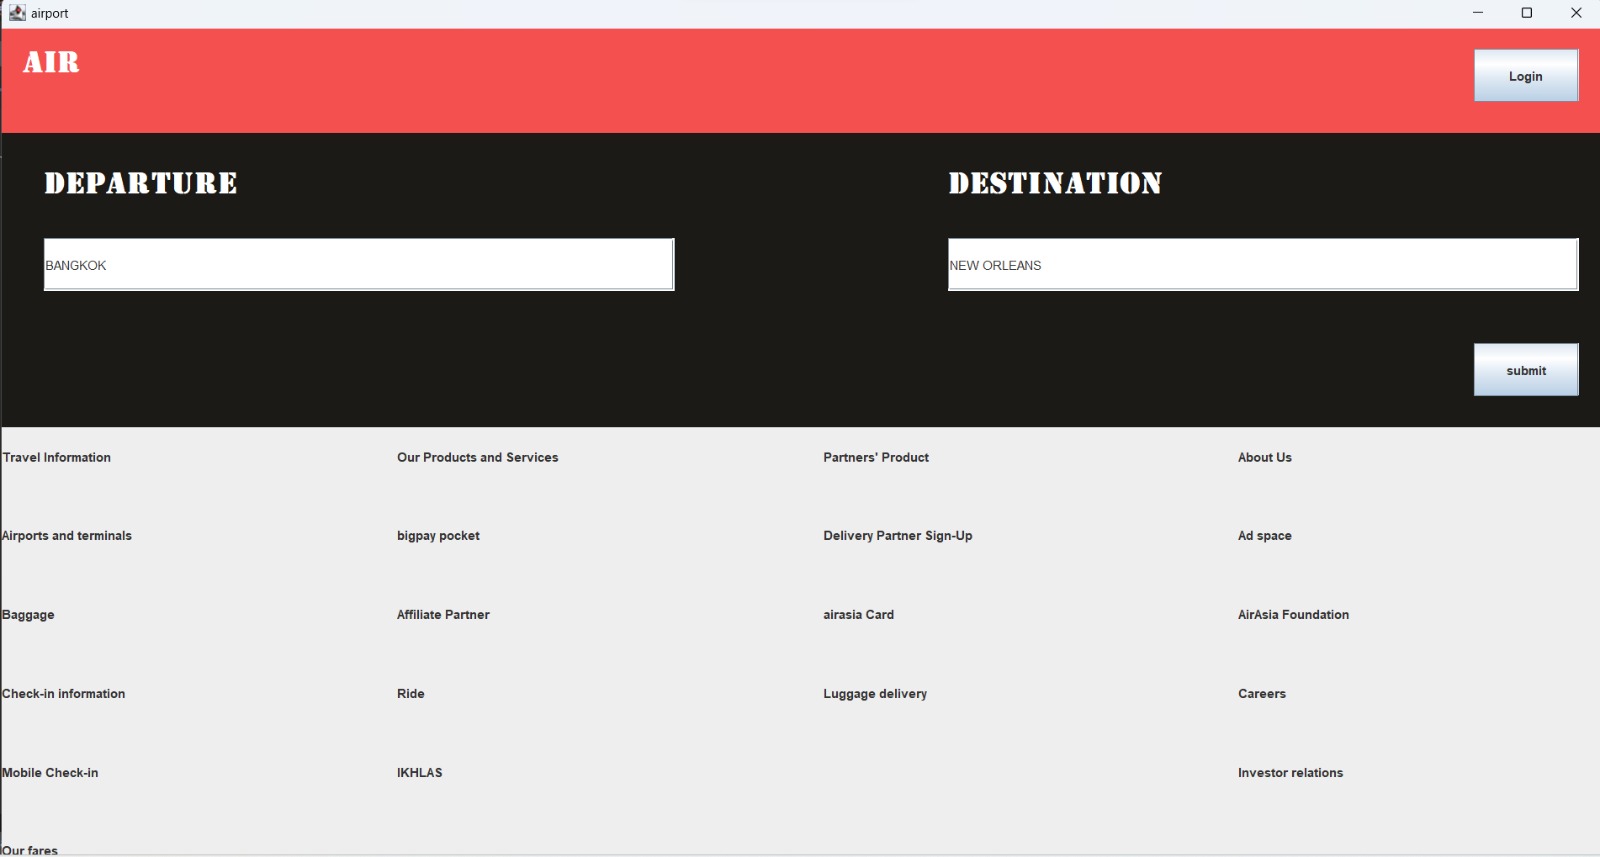 airport
AIR
Login
DEPARTURE
DESTINATION
BANGKOK
NEW ORLEANS
submit
Travel Information
Our Products and Services
Partners' Product
About Us
Airports and terminals
bigpay pocket
Delivery Partner Sign-Up
Ad space
Baggage
Affiliate Partner
airasia Card
AirAsia Foundation
Check-in information
Ride
Luggage delivery
Careers
Mobile Check-in
IKHLAS
Investor relations
Our fares